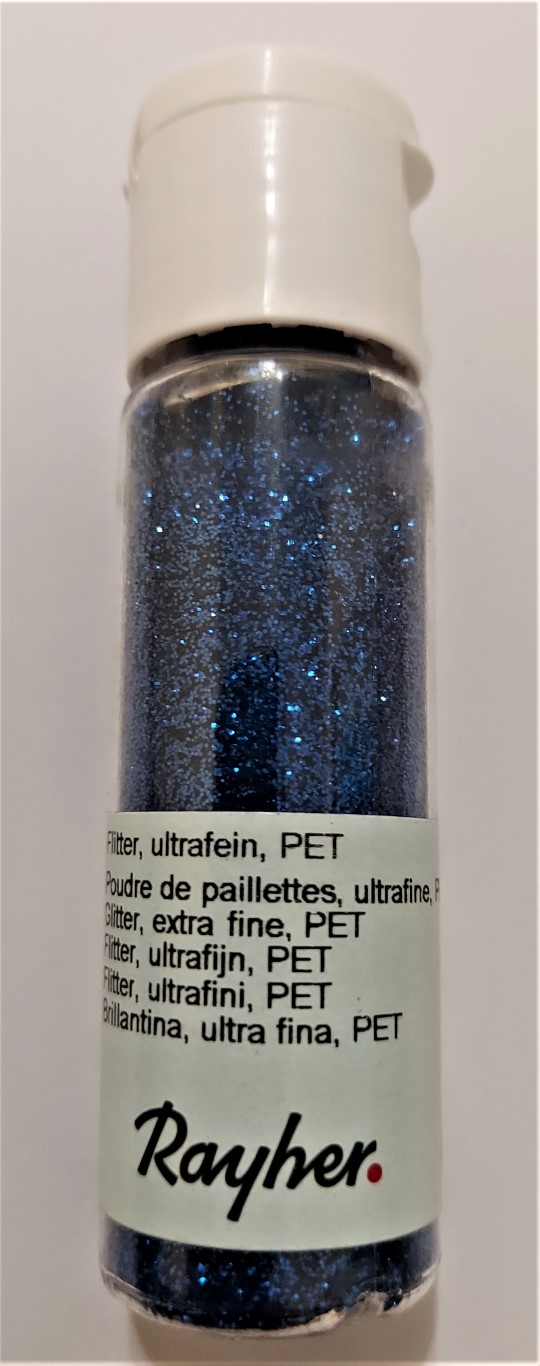 Flitter, ultrafein, PET
Poudre de paillettes, ultrafine,
Glitter, extra fine, PET
Flitter, ultrafijn, PET
Flitter, ultrafini, PET
Brillantina, ultra fina, PET
Rayher.